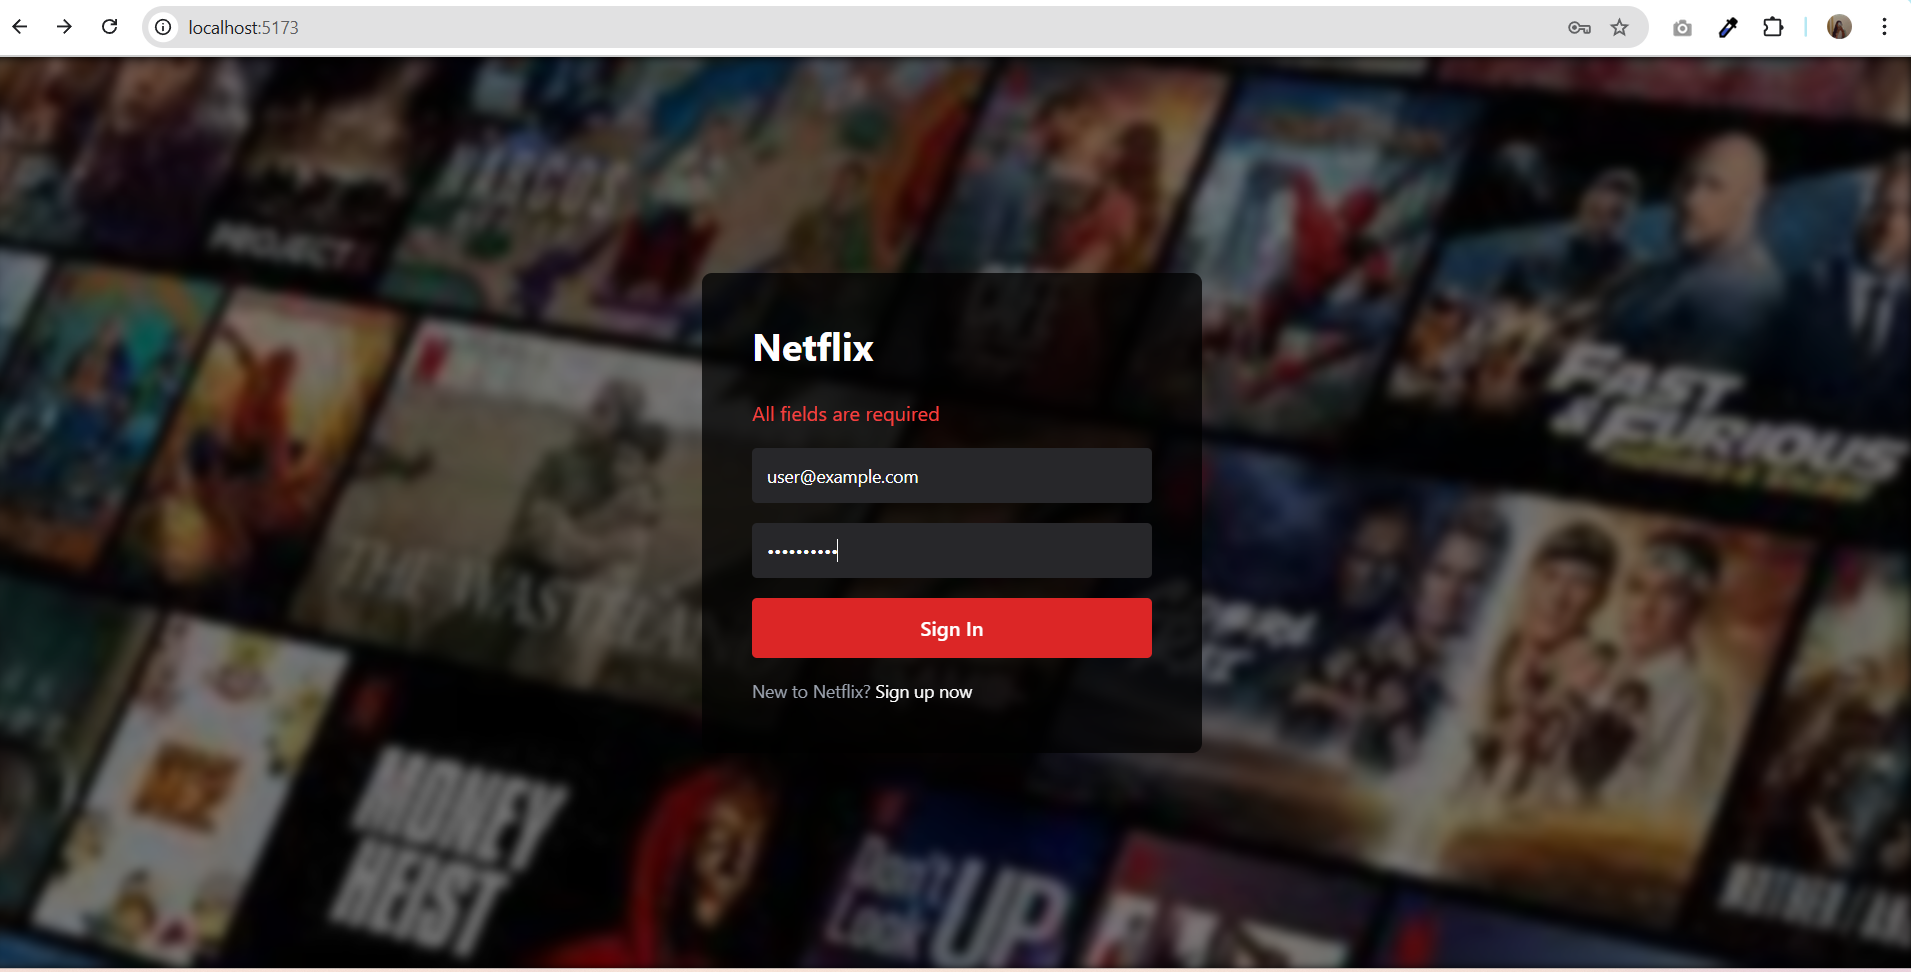 localhost:5173
NARCOS
PROJECT
Netflix
All fields are required
user@example.com
••••••••••
Sign In
New to Netflix? Sign up now
FAST
& FURIOUS
THE WASTELAND
MONEY
HEIST
Don't
Look UP